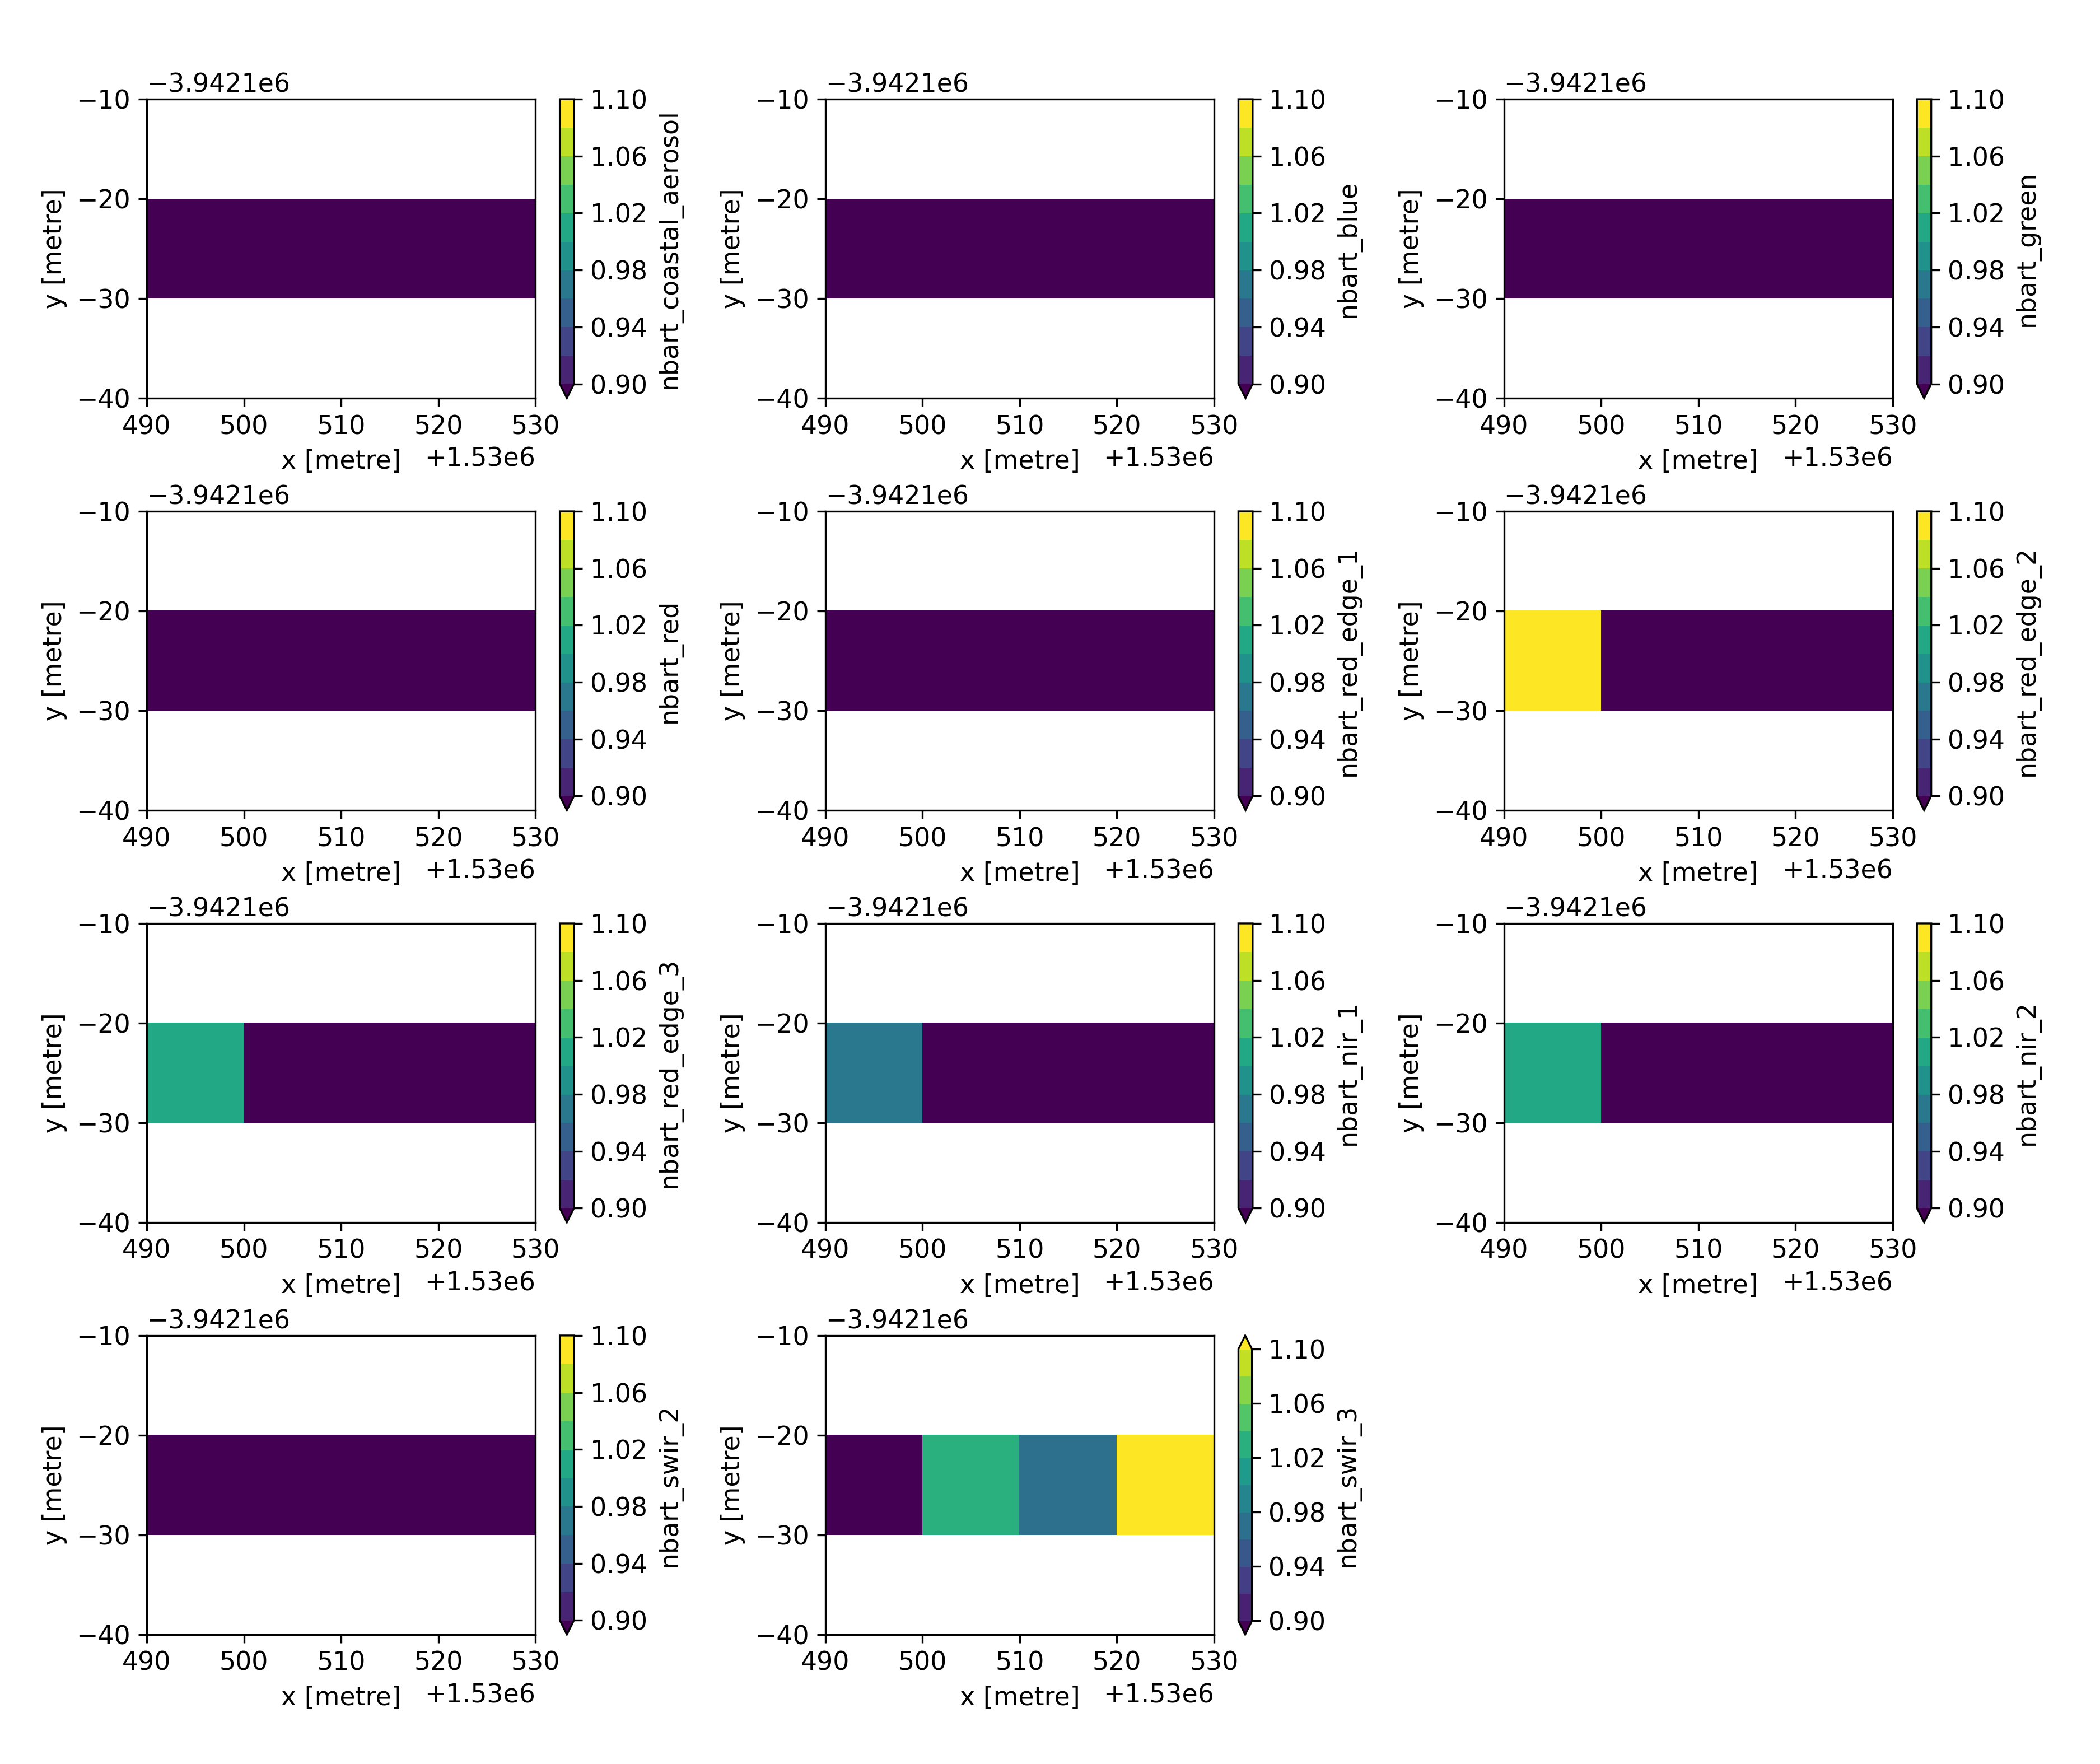 −3.9421e6 −3.9421e6 −3.9421e6
−10 1.10 −10 1.10 −10 1.10
1.06 1.06 1.06
−20 1.02 −20 1.02 −20 1.02
y [metre] nbart_coastal_aerosol y [metre] nbart_blue y [metre] nbart_green
0.98 0.98 0.98
−30 0.94 −30 0.94 −30 0.94
0.90 0.90 0.90
−40 −40 −40
490 500 510 520 530 490 500 510 520 530 490 500 510 520 530
x [metre] +1.53e6 x [metre] +1.53e6 x [metre] +1.53e6
−3.9421e6 −3.9421e6 −3.9421e6
−10 1.10 −10 1.10 −10 1.10
1.06 1.06 1.06
−20 1.02 −20 1.02 −20 1.02
y [metre] nbart_red y [metre] nbart_red_edge_1 y [metre] nbart_red_edge_2
0.98 0.98 0.98
−30 0.94 −30 0.94 −30 0.94
0.90 0.90 0.90
−40 −40 −40
490 500 510 520 530 490 500 510 520 530 490 500 510 520 530
x [metre] +1.53e6 x [metre] +1.53e6 x [metre] +1.53e6
−3.9421e6 −3.9421e6 −3.9421e6
−10 1.10 −10 1.10 −10 1.10
1.06 1.06 1.06
−20 1.02 −20 1.02 −20 1.02
y [metre] nbart_red_edge_3 y [metre] nbart_nir_1 y [metre] nbart_nir_2
0.98 0.98 0.98
−30 0.94 −30 0.94 −30 0.94
0.90 0.90 0.90
−40 −40 −40
490 500 510 520 530 490 500 510 520 530 490 500 510 520 530
x [metre] +1.53e6 x [metre] +1.53e6 x [metre] +1.53e6
−3.9421e6 −3.9421e6
−10 1.10 −10 1.10
1.06 1.06
−20 1.02 −20 1.02
y [metre] nbart_swir_2 y [metre] nbart_swir_3
0.98 0.98
−30 0.94 −30 0.94
0.90 0.90
−40 −40
490 500 510 520 530 490 500 510 520 530
x [metre] +1.53e6 x [metre] +1.53e6